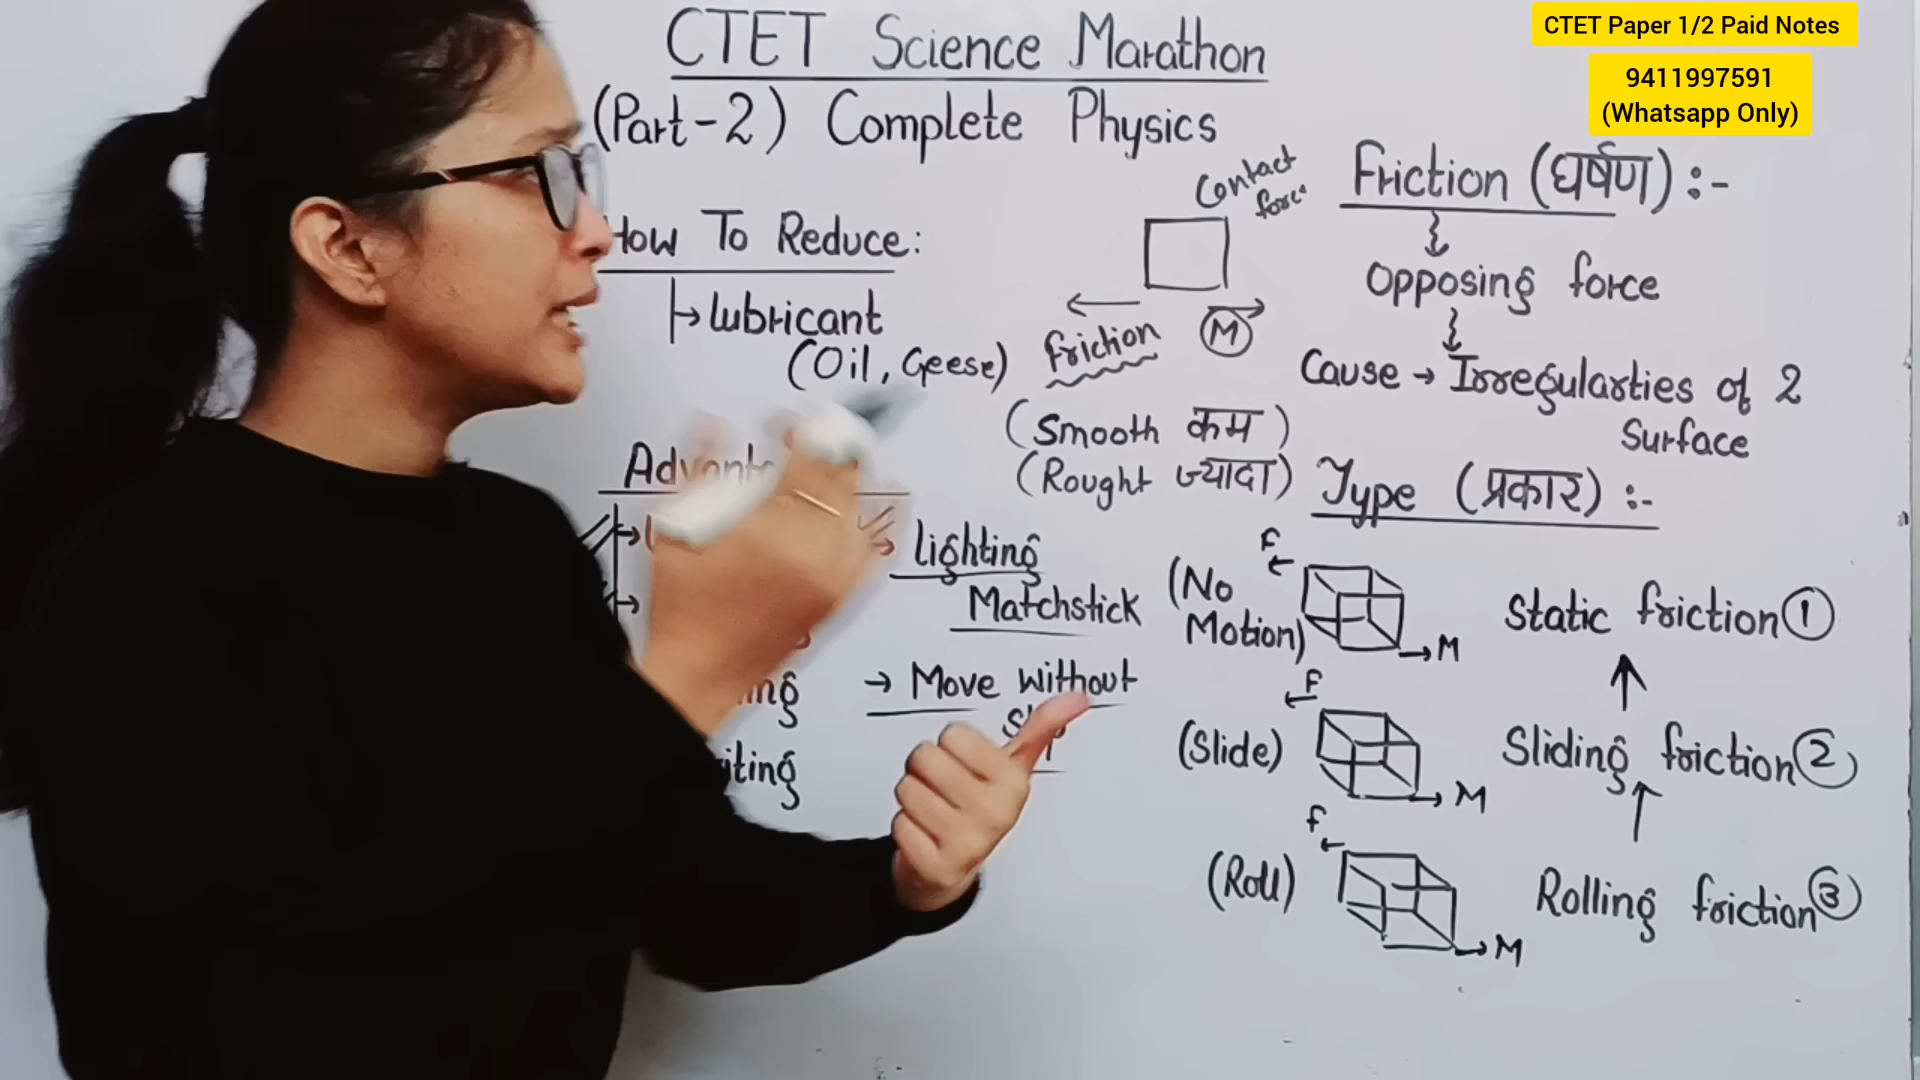 CTET Science Marathon
(Part-2) Complete Physics
CTET Paper 1/2 Paid Notes
9411997591
(Whatsapp Only)
How To Reduce:
lubricant
(Oil, Geese)
Contact
force
friction
M
(Smooth कम)
(Rought ज्यादा)
Friction (घर्षण) :-
Opposing force
Cause → Irregularties of 2
Surface
Type (प्रकार) :-
(No Motion)
F
M
Static friction ①
(Slide)
F
M
Sliding friction ②
(Roll)
f
M
Rolling friction ③
→ Lighting
Matchstick
→ Move without